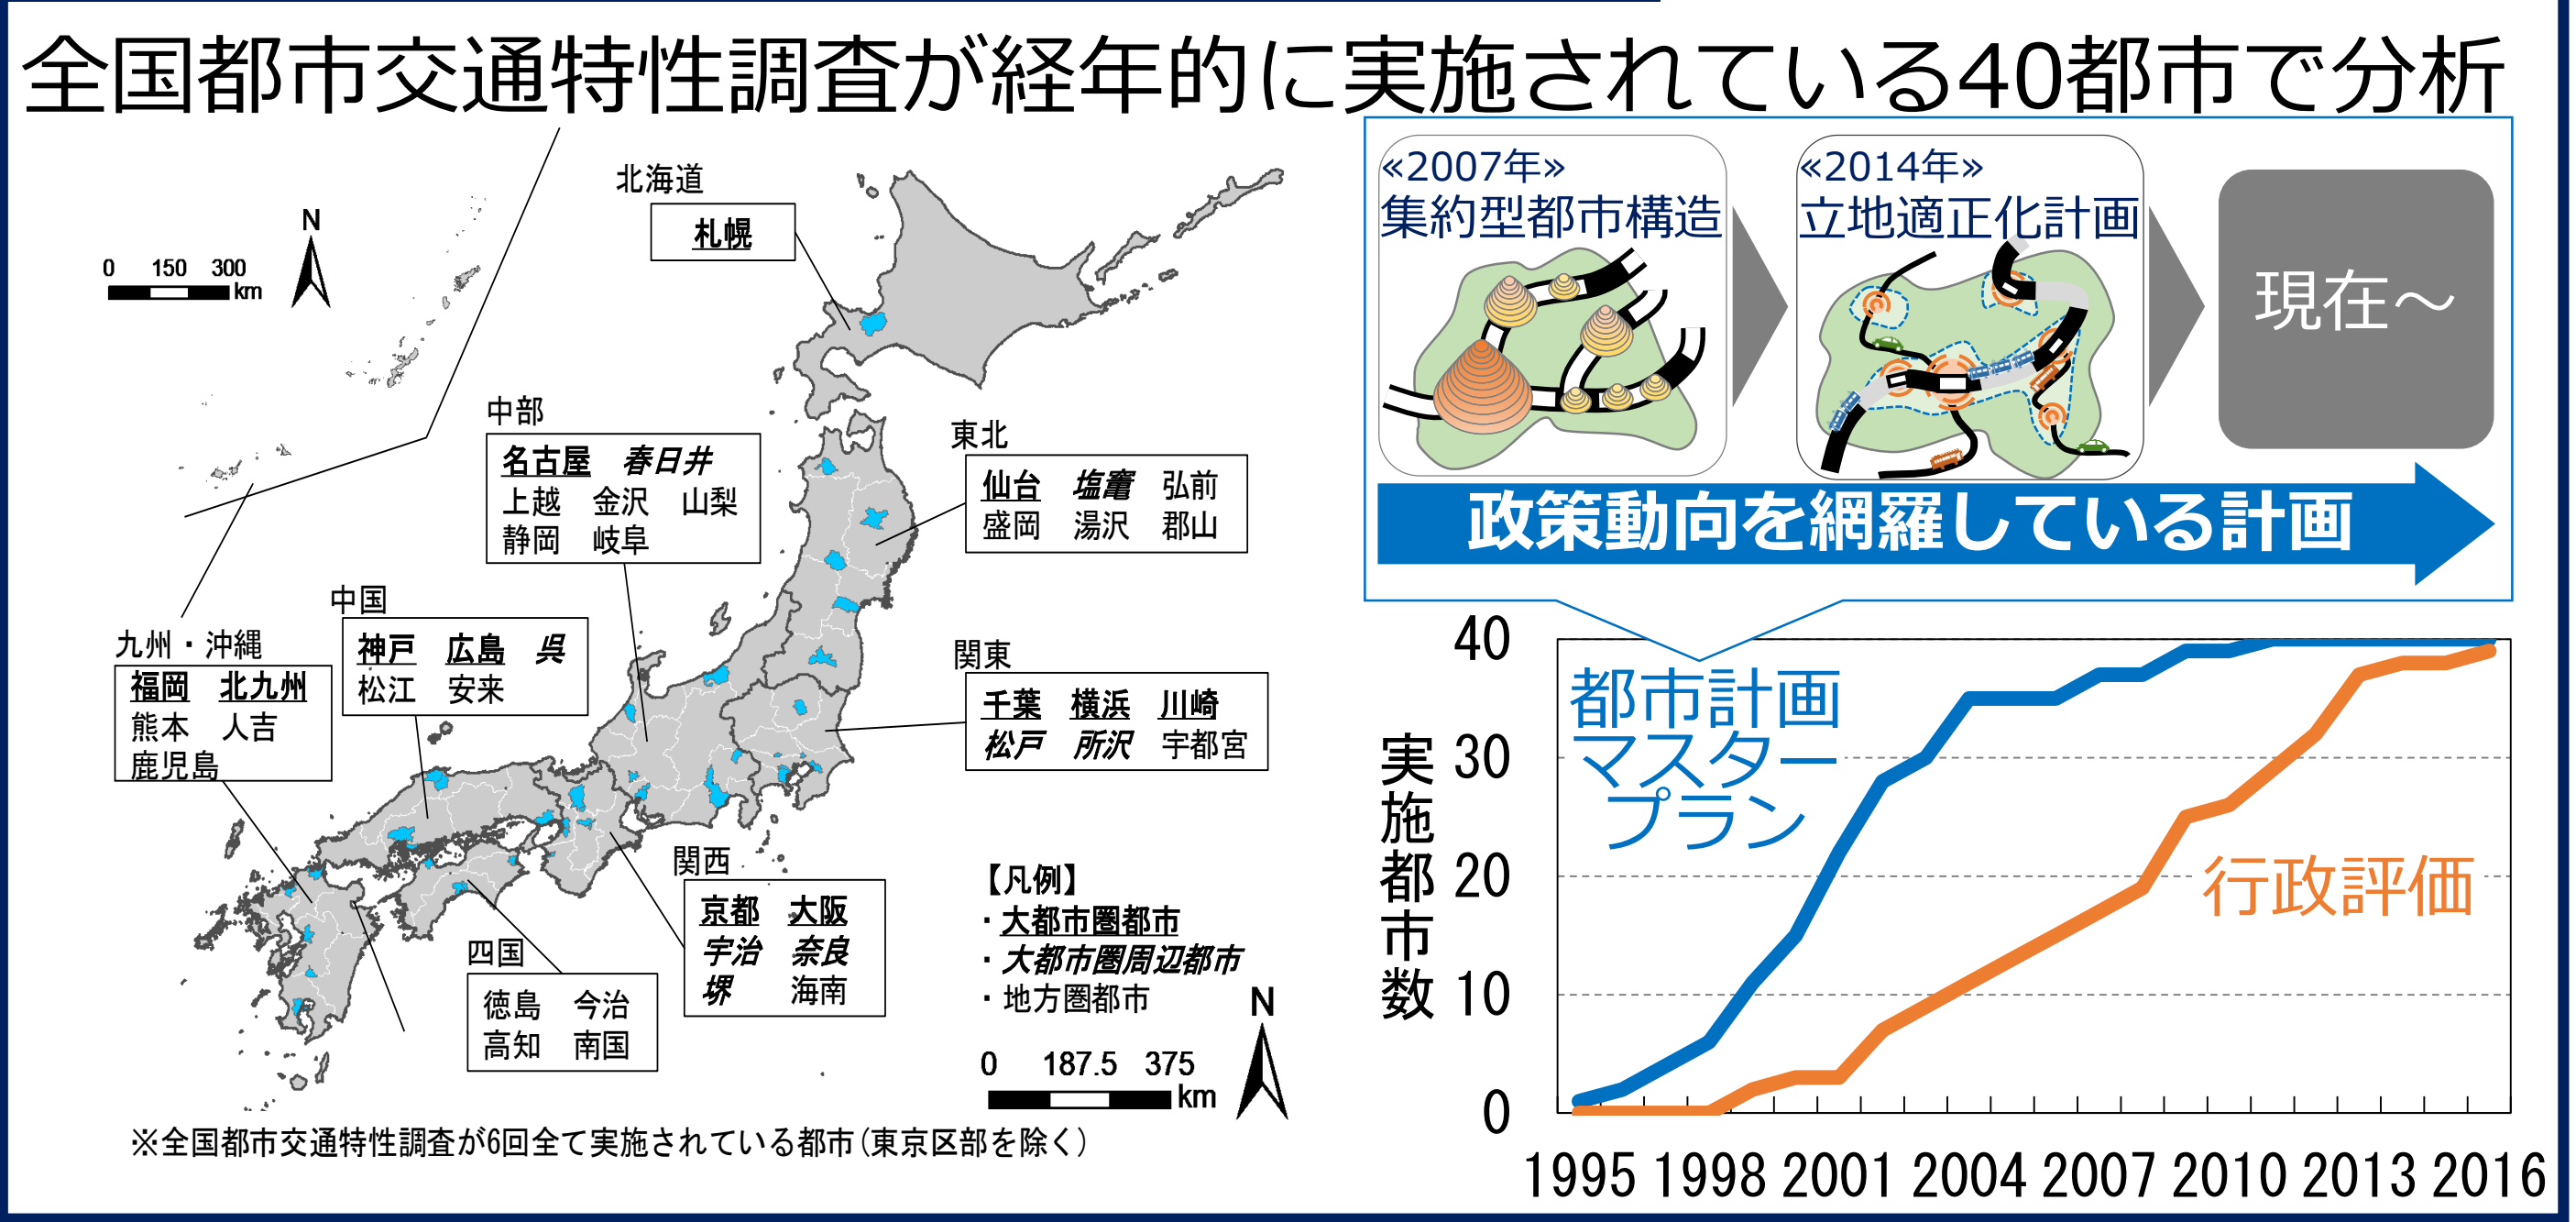 全国都市交通特性調査が経年的に実施されている40都市で分析
N
0 150 300
km
北海道
札幌
中部
名古屋 春日井
上越 金沢 山梨
静岡 岐阜
東北
仙台 塩竈 弘前
盛岡 湯沢 郡山
中国
神戸 広島 呉
松江 安来
九州・沖縄
福岡 北九州
熊本 人吉
鹿児島
関東
千葉 横浜 川崎
松戸 所沢 宇都宮
関西
京都 大阪
宇治 奈良
堺 海南
四国
徳島 今治
高知 南国
【凡例】
・大都市圏都市
・大都市圏周辺都市
・地方圏都市
N
0 187.5 375
km
※全国都市交通特性調査が6回全て実施されている都市(東京区部を除く)
«2007年»
集約型都市構造
«2014年»
立地適正化計画
現在～
政策動向を網羅している計画
都市計画
マスター
プラン
行政評価
実施都市数
40
30
20
10
0
1995 1998 2001 2004 2007 2010 2013 2016